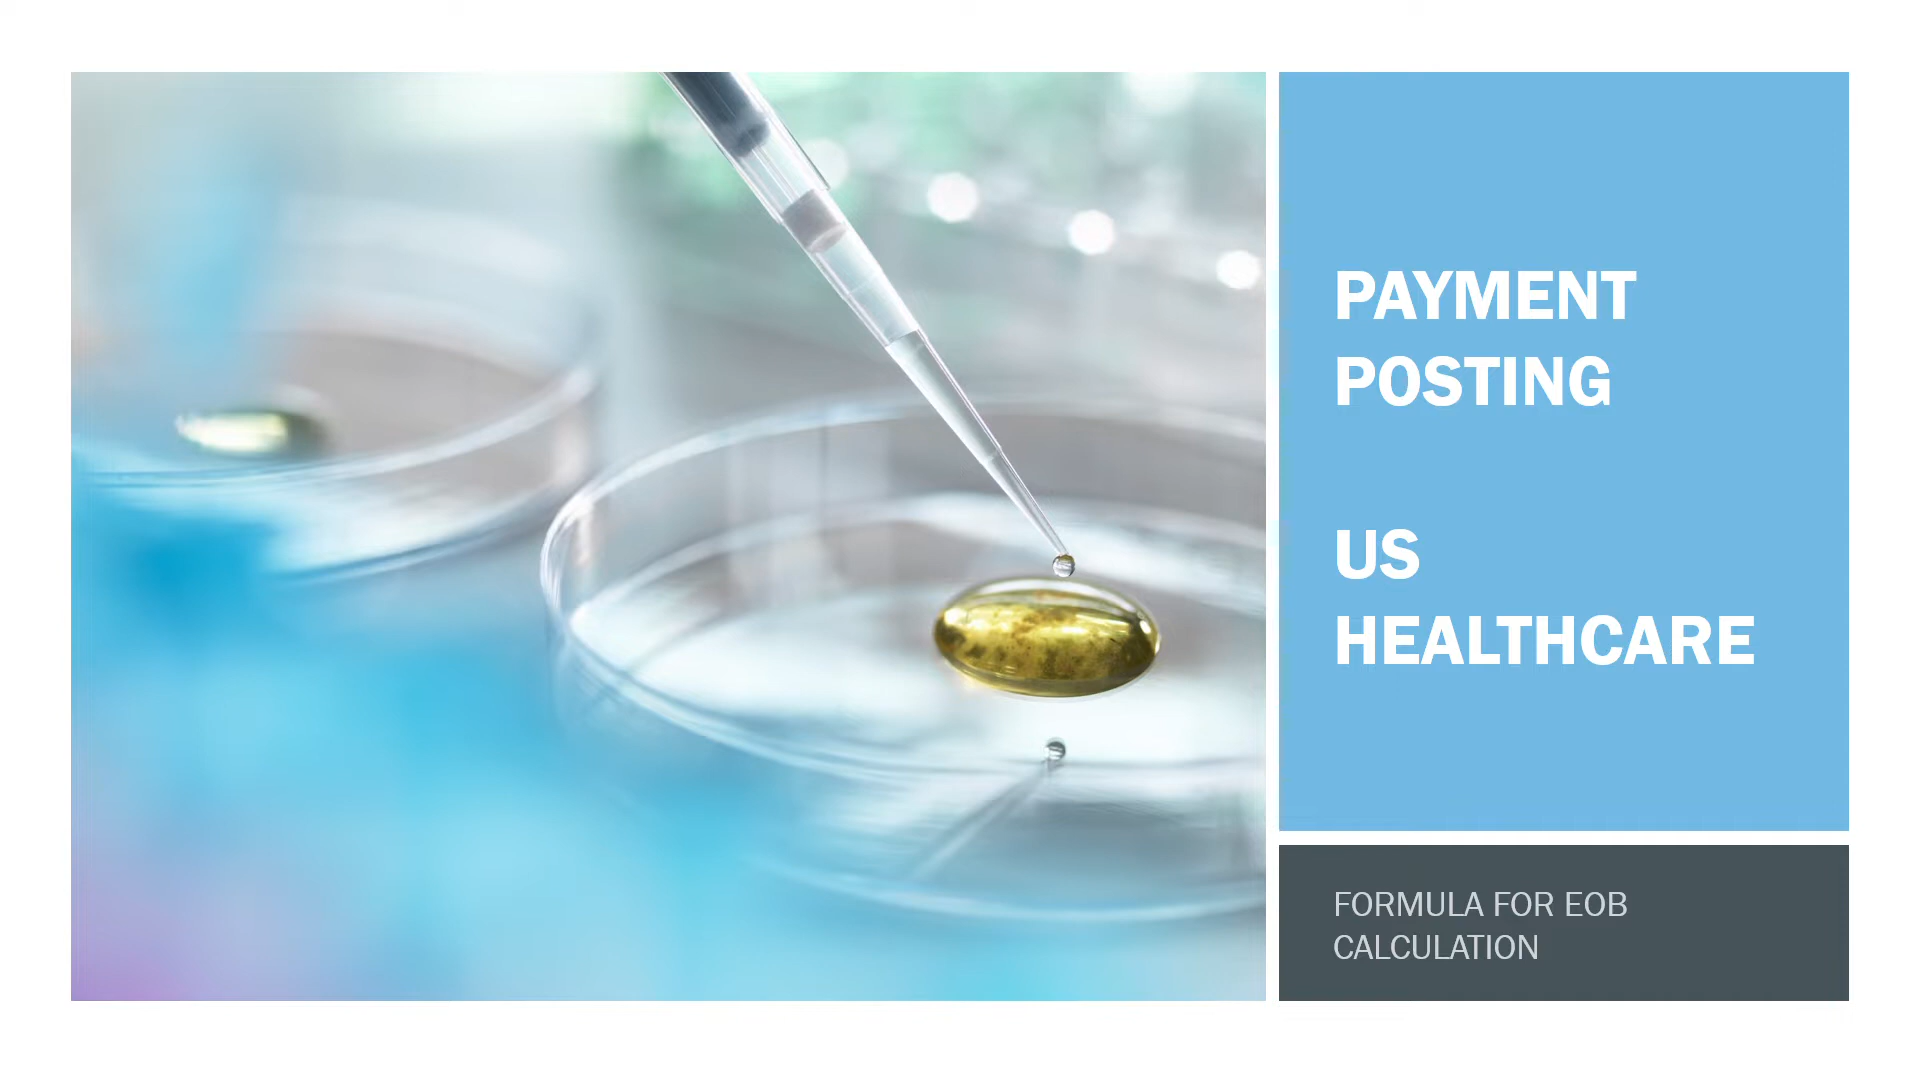 PAYMENT
POSTING
US
HEALTHCARE
FORMULA FOR EOB
CALCULATION